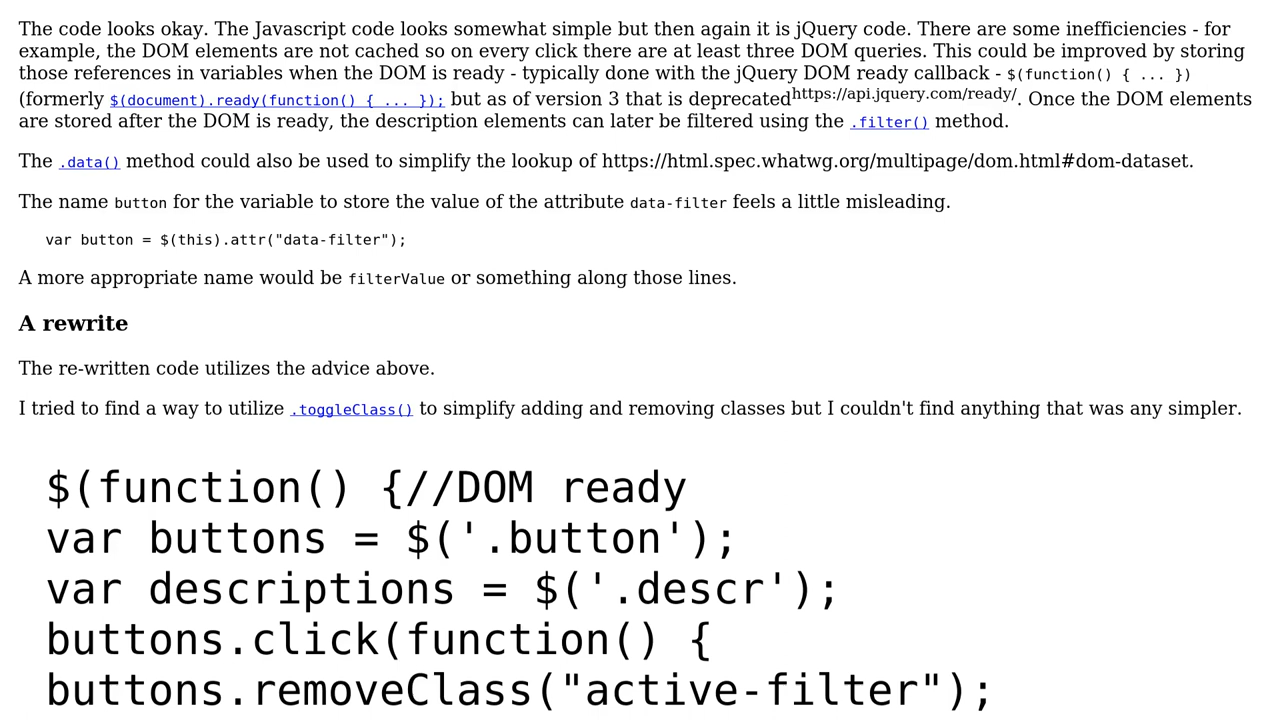 The code looks okay. The Javascript code looks somewhat simple but then again it is jQuery code. There are some inefficiencies - for
example, the DOM elements are not cached so on every click there are at least three DOM queries. This could be improved by storing
those references in variables when the DOM is ready - typically done with the jQuery DOM ready callback - $(function() { ... })
(formerly $(document).ready(function() { ... }); but as of version 3 that is deprecatedhttps://api.jquery.com/ready/. Once the DOM elements
are stored after the DOM is ready, the description elements can later be filtered using the .filter() method.
The .data() method could also be used to simplify the lookup of https://html.spec.whatwg.org/multipage/dom.html#dom-dataset.
The name button for the variable to store the value of the attribute data-filter feels a little misleading.
var button = $(this).attr("data-filter");
A more appropriate name would be filterValue or something along those lines.
A rewrite
The re-written code utilizes the advice above.
I tried to find a way to utilize .toggleClass() to simplify adding and removing classes but I couldn't find anything that was any simpler.
$(function() {//DOM ready
var buttons = $('.button');
var descriptions = $('.descr');
buttons.click(function() {
buttons.removeClass("active-filter");